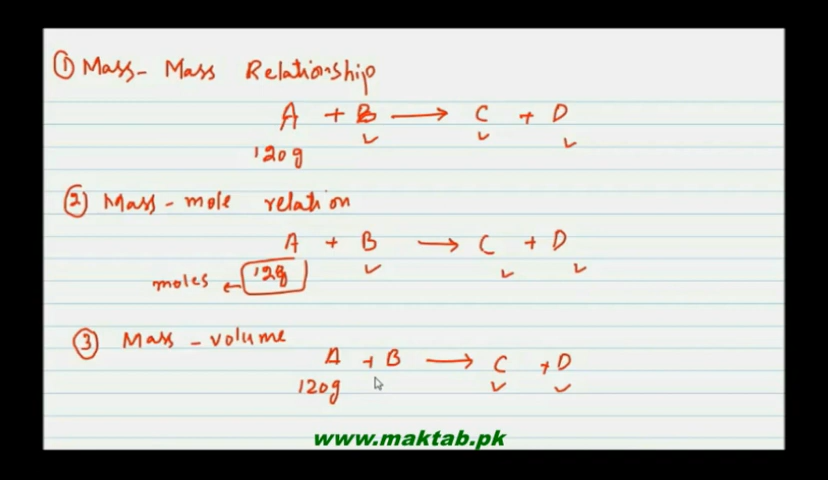 ① Mass - Mass Relationship
A + B → C + D
120g
② Mass - mole relation
A + B → C + D
moles ← 12g
③ Mass - volume
A + B → C + D
120g
www.maktab.pk